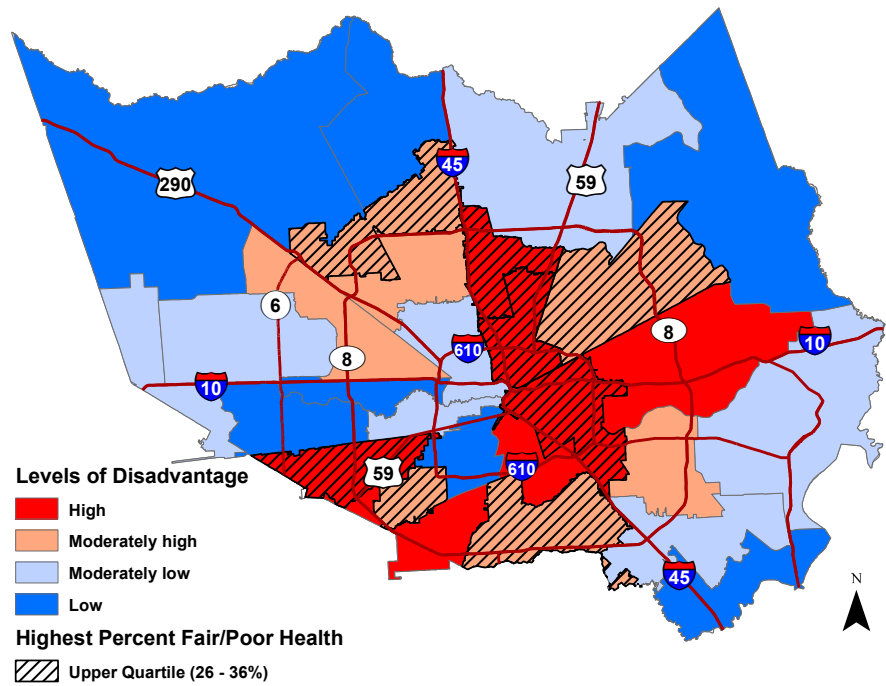 45
59
290
6
8
610
8
10
10
59
610
45
Levels of Disadvantage
High
Moderately high
Moderately low
Low
Highest Percent Fair/Poor Health
Upper Quartile (26 - 36%)
N